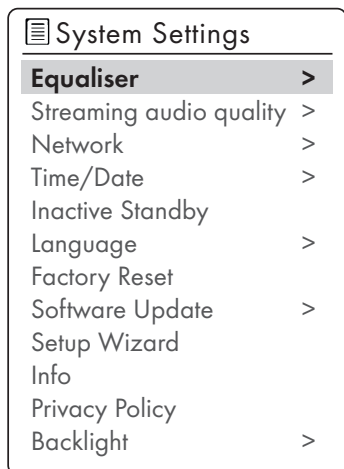 System Settings
Equaliser >
Streaming audio quality >
Network >
Time/Date >
Inactive Standby
Language >
Factory Reset
Software Update >
Setup Wizard
Info
Privacy Policy
Backlight >